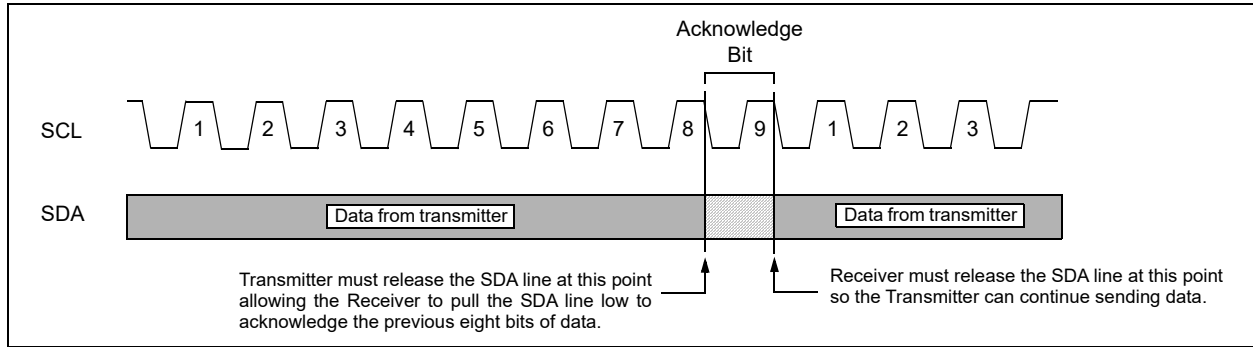 Acknowledge
Bit
SCL
1 2 3 4 5 6 7 8 9 1 2 3
SDA
Data from transmitter
Data from transmitter
Transmitter must release the SDA line at this point
allowing the Receiver to pull the SDA line low to
acknowledge the previous eight bits of data.
Receiver must release the SDA line at this point
so the Transmitter can continue sending data.